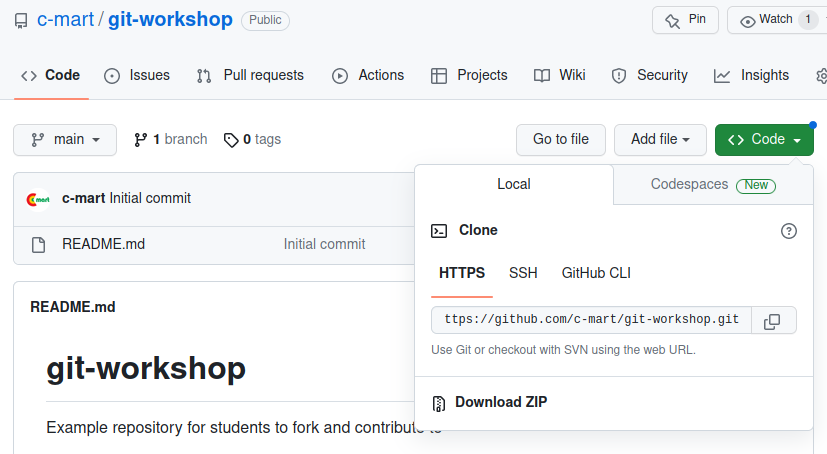 c-mart / git-workshop Public Pin Watch 1
Code Issues Pull requests Actions Projects Wiki Security Insights
main 1 branch 0 tags Go to file Add file Code
Local Codespaces New
c-mart Initial commit
Clone
README.md Initial commit
HTTPS SSH GitHub CLI
README.md
ttps://github.com/c-mart/git-workshop.git
Use Git or checkout with SVN using the web URL.
git-workshop
Download ZIP
Example repository for students to fork and contribute to